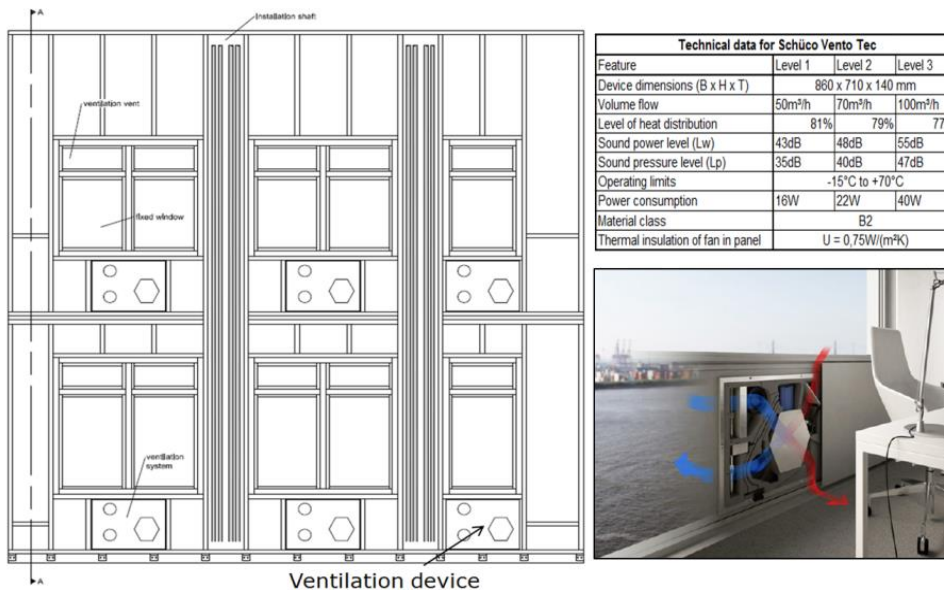 A
Installation shaft
ventilation vent
fixed window
ventilation system
A
Ventilation device
Technical data for Schüco Vento Tec
Feature Level 1 Level 2 Level 3
Device dimensions (B x H x T) 860 x 710 x 140 mm
Volume flow 50m³/h 70m³/h 100m³/h
Level of heat distribution 81% 79% 77
Sound power level (Lw) 43dB 48dB 55dB
Sound pressure level (Lp) 35dB 40dB 47dB
Operating limits -15°C to +70°C
Power consumption 16W 22W 40W
Material class B2
Thermal insulation of fan in panel U = 0,75W/(m²K)